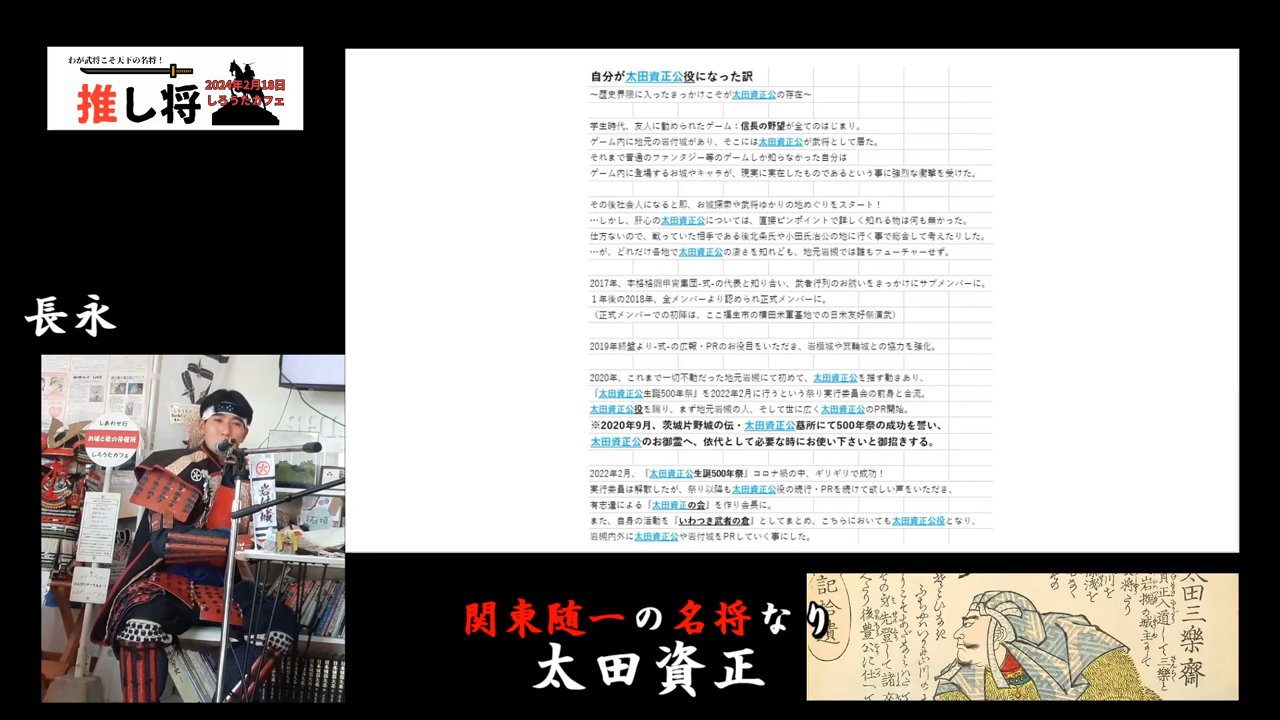 わが武将こそ天下の名将！
推し将
2024年2月18日
しろうたカフェ
自分が太田資正公役になった訳
～歴史界隈に入ったきっかけこそが太田資正公の存在～
学生時代、友人に勧められたゲーム：信長の野望が全てのはじまり。
ゲーム内に地元の岩付城があり、そこには太田資正公が武将として居た。
それまで普通のファンタジー等のゲームしか知らなかった自分は
ゲーム内に登場するお城やキャラが、現実に実在したものであるという事に強烈な衝撃を受けた。
その後社会人になると即、お城探索や武将ゆかりの地めぐりをスタート！
…しかし、肝心の太田資正公については、直接ピンポイントで詳しく知れる物は何も無かった。
仕方ないので、戦っていた相手である後北条氏や小田氏治公の地に行く事で総合して考えたりした。
…が、どれだけ各地で太田資正公の凄さを知れども、地元岩槻では誰もフューチャーせず。
2017年、本格格闘甲冑集団-式-の代表と知り合い、武者行列のお誘いをきっかけにサブメンバーに。
１年後の2018年、全メンバーより認められ正式メンバーに。
（正式メンバーでの初陣は、ここ福生市の横田米軍基地での日米友好祭演武）
2019年終盤より-式-の広報・PRのお役目をいただき、岩槻城や箕輪城との協力を強化。
2020年、これまで一切不動だった地元岩槻にて初めて、太田資正公を推す動きあり、
『太田資正公生誕500年祭』を2022年2月に行うという祭り実行委員会の前身と合流。
太田資正公役を賜り、まず地元岩槻の人、そして世に広く太田資正公のPR開始。
※2020年9月、茨城片野城の伝・太田資正公墓所にて500年祭の成功を誓い、
太田資正公のお御霊へ、依代として必要な時にお使い下さいと御招きする。
2022年2月、『太田資正公生誕500年祭』コロナ禍の中、ギリギリで成功！
実行委員は解散したが、祭り以降も太田資正公役の続行・PRを続けて欲しい声をいただき、
有志達による『太田資正の会』を作り会長に。
また、自身の活動を『いわつき武者の倉』としてまとめ、こちらにおいても太田資正公役となり、
岩槻内外に太田資正公や岩付城をPRしていく事にした。
長永
しあわせ行
お城と歌の停留所
しろうたカフェ
関東随一の名将なり
太田資正
太田三樂斎